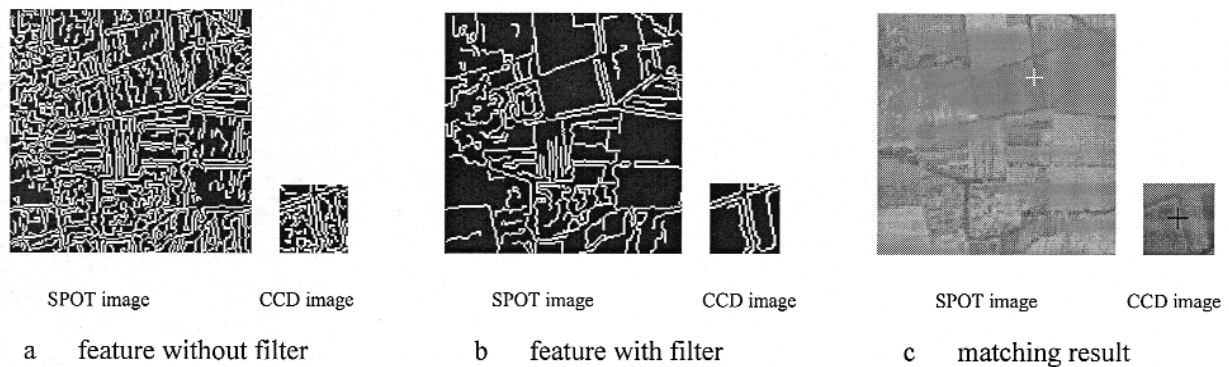 SPOT image CCD image SPOT image CCD image SPOT image CCD image
a feature without filter b feature with filter c matching result